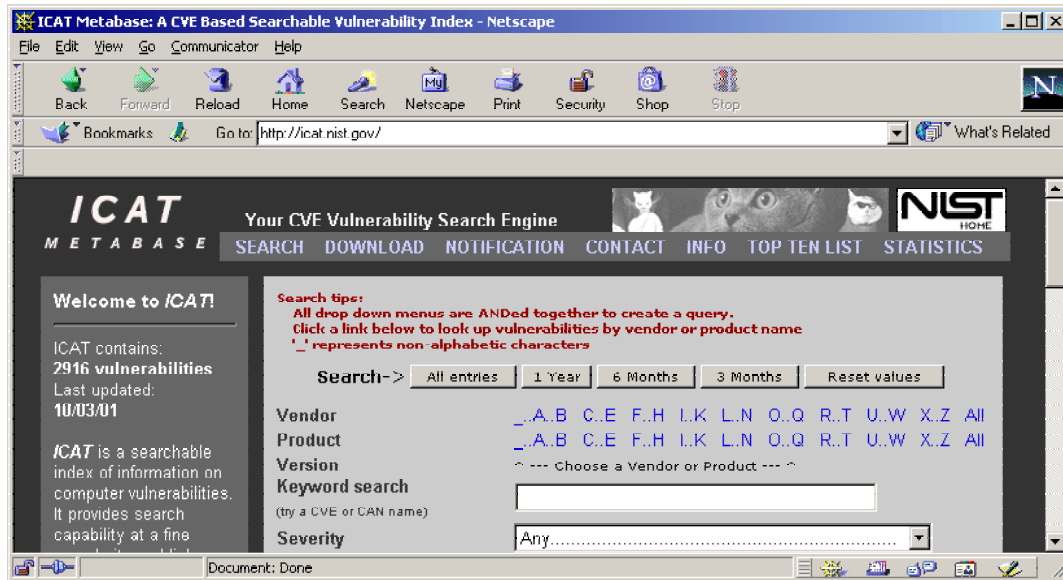 ICAT Metabase: A CVE Based Searchable Vulnerability Index - Netscape
File Edit View Go Communicator Help
Back Forward Reload Home Search Netscape Print Security Shop Stop
My
N
Bookmarks Go to: http://icat.nist.gov/ What's Related
ICAT
METABASE
Your CVE Vulnerability Search Engine
NIST
HOME
SEARCH DOWNLOAD NOTIFICATION CONTACT INFO TOP TEN LIST STATISTICS
Welcome to ICAT!
ICAT contains:
2916 vulnerabilities
Last updated:
10/03/01
ICAT is a searchable
index of information on
computer vulnerabilities.
It provides search
capability at a fine
Search tips:
All drop down menus are ANDed together to create a query.
Click a link below to look up vulnerabilities by vendor or product name
'_' represents non-alphabetic characters
Search-> All entries 1 Year 6 Months 3 Months Reset values
Vendor _..A..B C..E F..H I..K L..N O..Q R..T U..W X..Z All
Product _..A..B C..E F..H I..K L..N O..Q R..T U..W X..Z All
Version ^ --- Choose a Vendor or Product --- ^
Keyword search
(try a CVE or CAN name)
Severity Any......................................................................
Document: Done